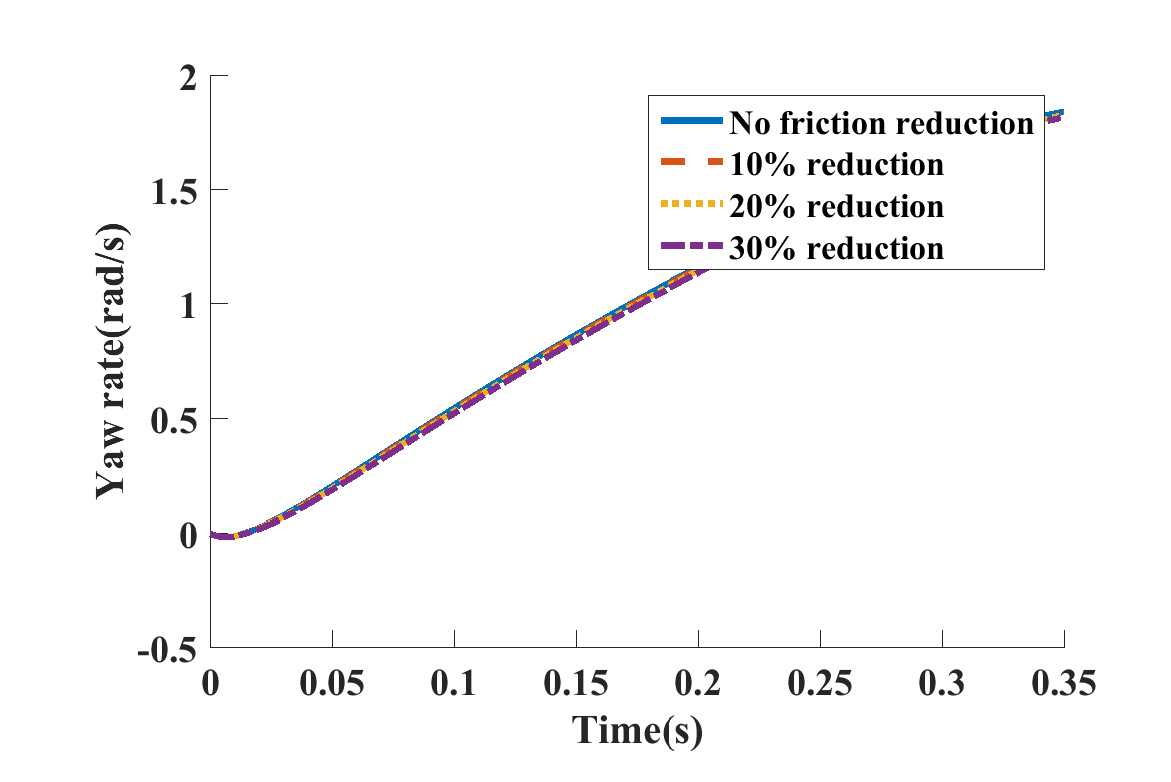 2
1.5
1
0.5
0
-0.5
Yaw rate(rad/s)
No friction reduction
10% reduction
20% reduction
30% reduction
0 0.05 0.1 0.15 0.2 0.25 0.3 0.35
Time(s)